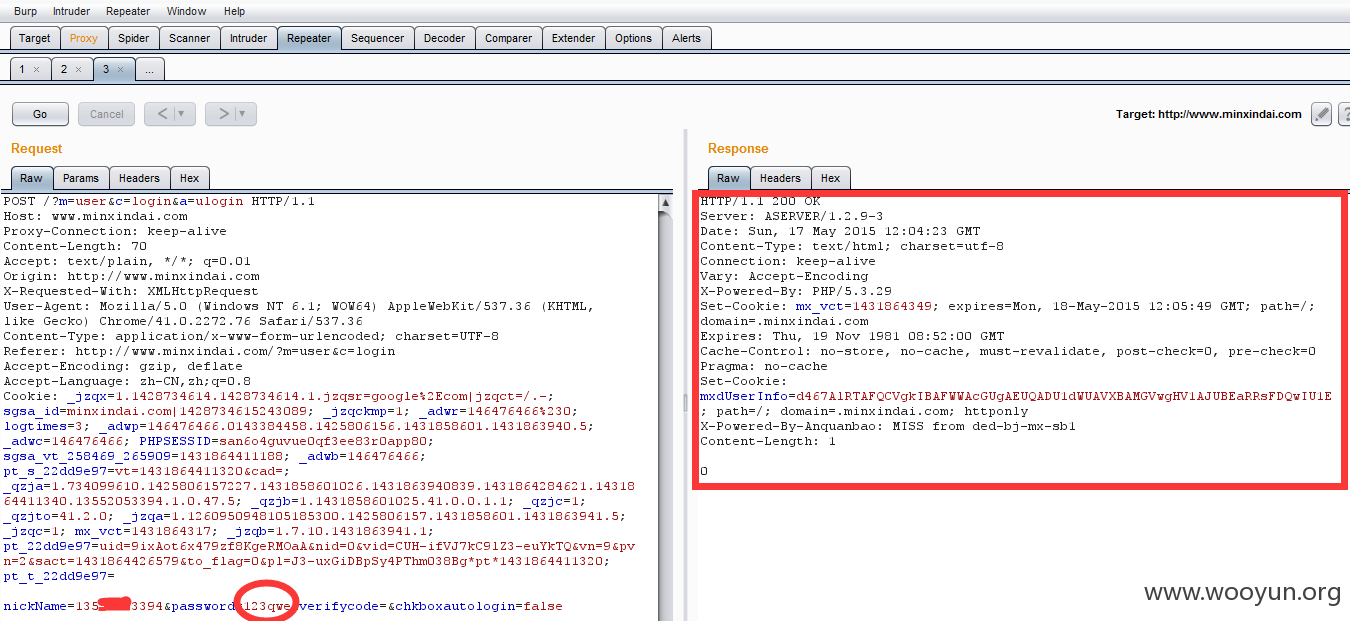 Burp Intruder Repeater Window Help
Target Proxy Spider Scanner Intruder Repeater Sequencer Decoder Comparer Extender Options Alerts
1 × 2 × 3 × ...
Go Cancel < | ▼ > | ▼ Target: http://www.minxindai.com ?
Request
Raw Params Headers Hex
POST /?m=user&c=login&a=ulogin HTTP/1.1
Host: www.minxindai.com
Proxy-Connection: keep-alive
Content-Length: 70
Accept: text/plain, */*; q=0.01
Origin: http://www.minxindai.com
X-Requested-With: XMLHttpRequest
User-Agent: Mozilla/5.0 (Windows NT 6.1; WOW64) AppleWebKit/537.36 (KHTML,
like Gecko) Chrome/41.0.2272.76 Safari/537.36
Content-Type: application/x-www-form-urlencoded; charset=UTF-8
Referer: http://www.minxindai.com/?m=user&c=login
Accept-Encoding: gzip, deflate
Accept-Language: zh-CN,zh;q=0.8
Cookie: _jzqx=1.1428734614.1428734614.1.jzqsr=google%2Ecom|jzqct=/.-;
sgsa_id=minxindai.com|1428734615243089; _jzqckmp=1; _adwr=146476466%230;
logtimes=3; _adwp=146476466.0143384458.1425806156.1431858601.1431863940.5;
_adwc=146476466; PHPSESSID=san6o4guvue0qf3ee83r0app80;
sgsa_vt_258469_265909=1431864411188; _adwb=146476466;
pt_s_22dd9e97=vt=1431864411320&cad=;
_qzja=1.734099610.1425806157227.1431858601026.1431863940839.1431864284621.14318
64411340.13552053394.1.0.47.5; _qzjb=1.1431858601025.41.0.0.1.1; _qzjc=1;
_qzjto=41.2.0; _jzqa=1.1260950948105185300.1425806157.1431858601.1431863941.5;
_jzqc=1; mx_vct=1431864317; _jzqb=1.7.10.1431863941.1;
pt_22dd9e97=uid=9ixAot6x479zf8KgeRMOaA&nid=0&vid=CUH-ifVJ7kC9lZ3-euYkTQ&vn=9&pv
n=2&sact=1431864426579&to_flag=0&pl=J3-uxGiDBpSy4PThm038Bg*pt*1431864411320;
pt_t_22dd9e97=
nickName=135 3394&password=123qwe&verifycode=&chkboxautologin=false
Response
Raw Headers Hex
HTTP/1.1 200 OK
Server: ASERVER/1.2.9-3
Date: Sun, 17 May 2015 12:04:23 GMT
Content-Type: text/html; charset=utf-8
Connection: keep-alive
Vary: Accept-Encoding
X-Powered-By: PHP/5.3.29
Set-Cookie: mx_vct=1431864349; expires=Mon, 18-May-2015 12:05:49 GMT; path=/;
domain=.minxindai.com
Expires: Thu, 19 Nov 1981 08:52:00 GMT
Cache-Control: no-store, no-cache, must-revalidate, post-check=0, pre-check=0
Pragma: no-cache
Set-Cookie:
mxdUserInfo=d467A1RTAFQCVgkIBAFWWAcGUgAEUQADU1dWUAVXBAMGVwgHV1AJUBEaRRsFDQwIU1E
; path=/; domain=.minxindai.com; httponly
X-Powered-By-Anquanbao: MISS from ded-bj-mx-sb1
Content-Length: 1
0
www.wooyun.org